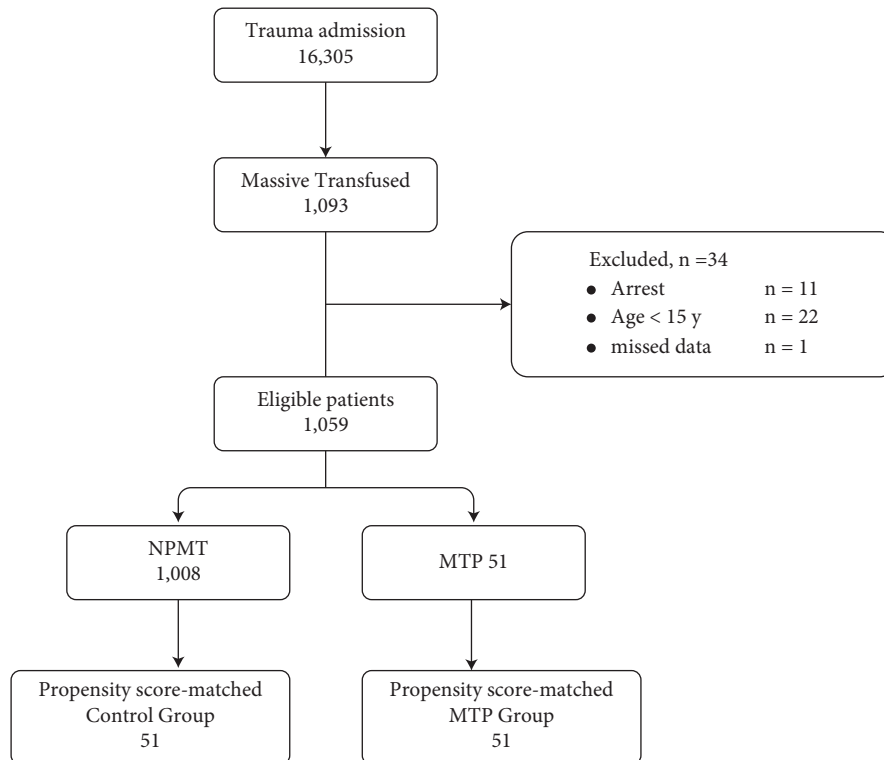 Trauma admission
16,305
Massive Transfused
1,093
Excluded, n =34
● Arrest n = 11
● Age < 15 y n = 22
● missed data n = 1
Eligible patients
1,059
NPMT
1,008
MTP 51
Propensity score-matched
Control Group
51
Propensity score-matched
MTP Group
51